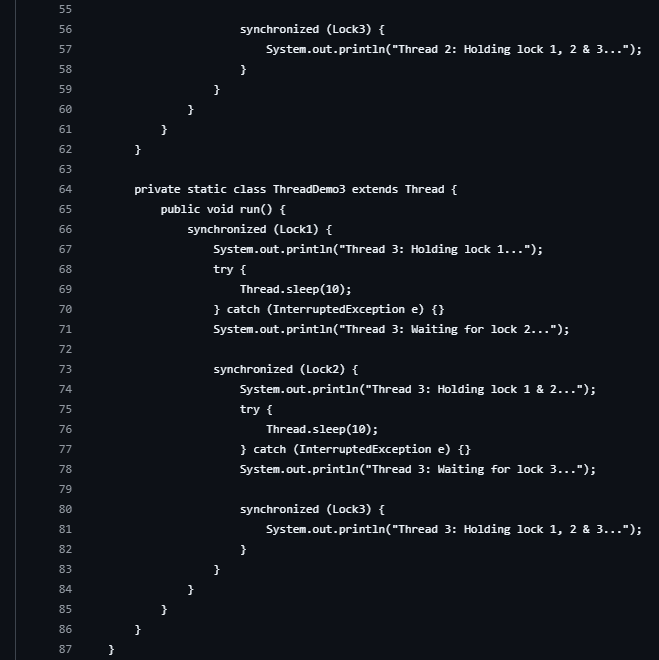 55
56                         synchronized (Lock3) {
57                             System.out.println("Thread 2: Holding lock 1, 2 & 3...");
58                         }
59                     }
60                 }
61             }
62         }
63
64         private static class ThreadDemo3 extends Thread {
65             public void run() {
66                 synchronized (Lock1) {
67                     System.out.println("Thread 3: Holding lock 1...");
68                     try {
69                         Thread.sleep(10);
70                     } catch (InterruptedException e) {}
71                     System.out.println("Thread 3: Waiting for lock 2...");
72
73                     synchronized (Lock2) {
74                         System.out.println("Thread 3: Holding lock 1 & 2...");
75                         try {
76                             Thread.sleep(10);
77                         } catch (InterruptedException e) {}
78                         System.out.println("Thread 3: Waiting for lock 3...");
79
80                         synchronized (Lock3) {
81                             System.out.println("Thread 3: Holding lock 1, 2 & 3...");
82                         }
83                     }
84                 }
85             }
86         }
87     }